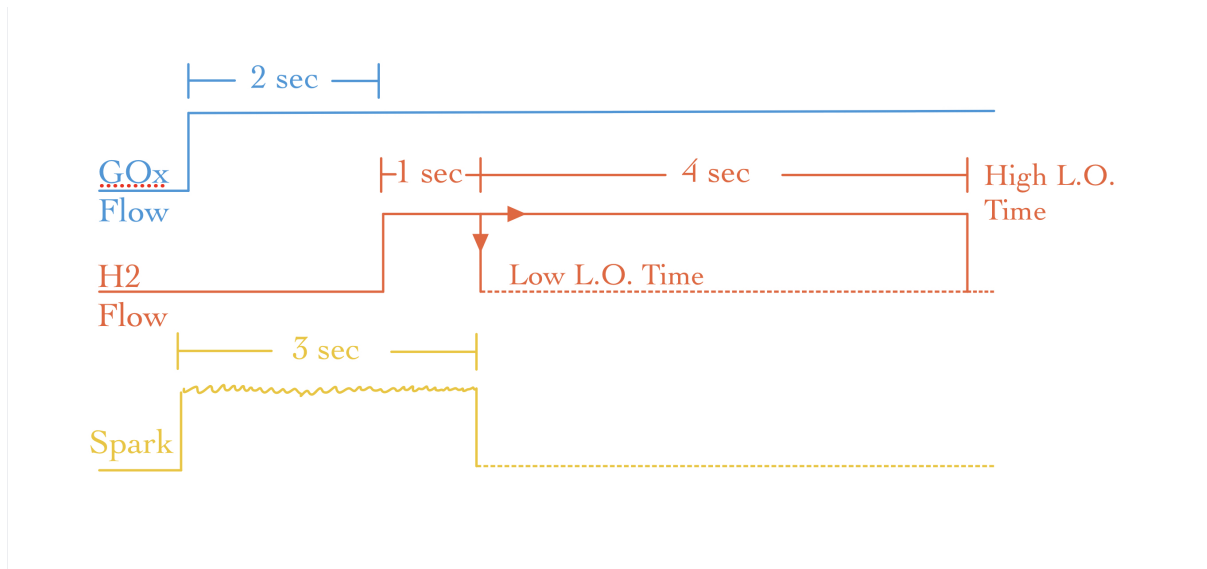 2 sec
GOx
Flow
1 sec
4 sec
High L.O.
Time
H2
Flow
Low L.O. Time
3 sec
Spark